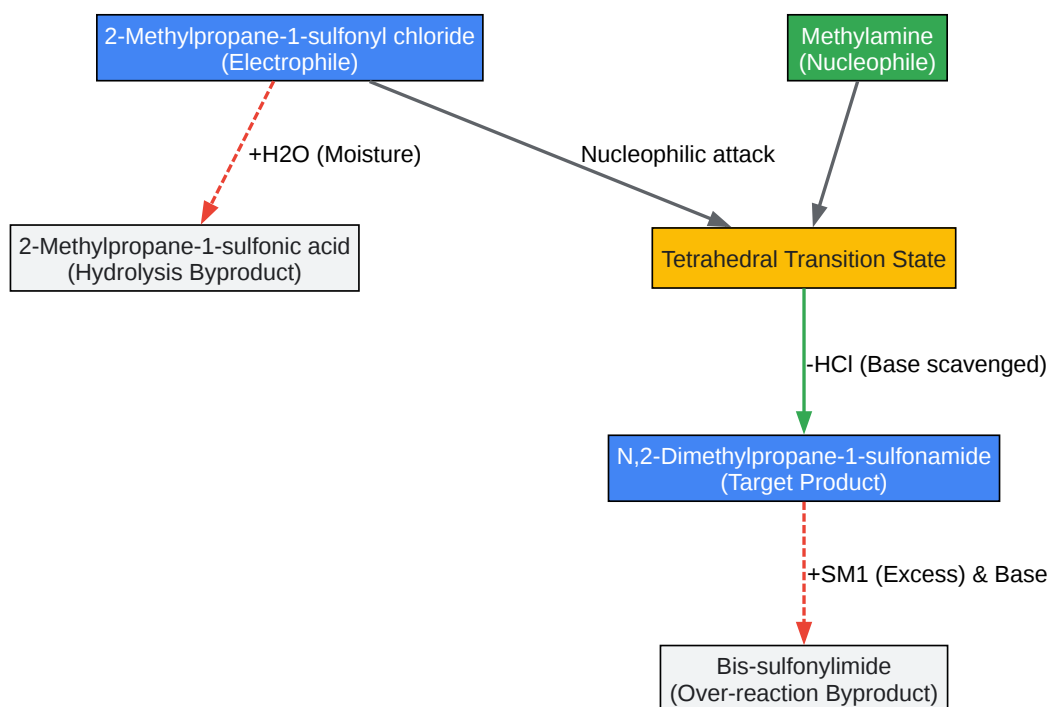 2-Methylpropane-1-sulfonyl chloride
(Electrophile)
Methylamine
(Nucleophile)
+H2O (Moisture)
Nucleophilic attack
2-Methylpropane-1-sulfonic acid
(Hydrolysis Byproduct)
Tetrahedral Transition State
-HCl (Base scavenged)
N,2-Dimethylpropane-1-sulfonamide
(Target Product)
+SM1 (Excess) & Base
Bis-sulfonylimide
(Over-reaction Byproduct)